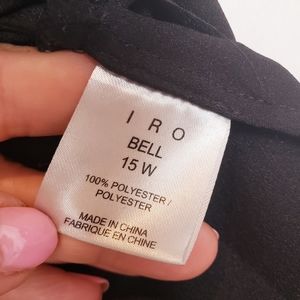 I R O
BELL
15 W
100% POLYESTER /
POLYESTER
MADE IN CHINA
FABRIQUE EN CHINE